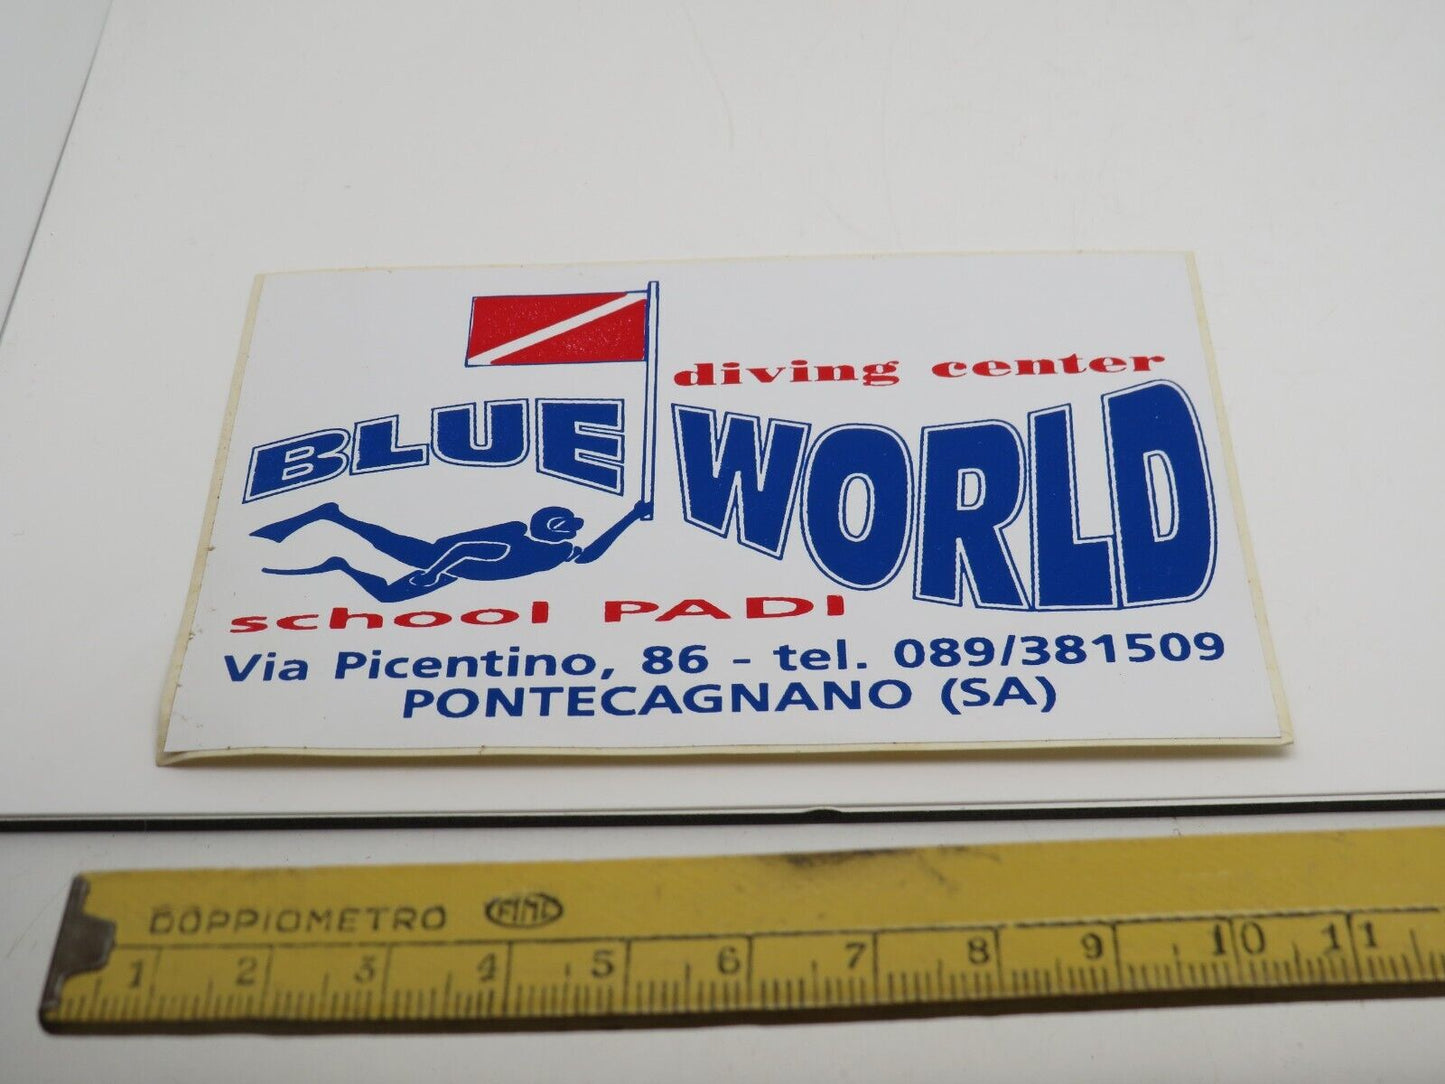 diving center
BLUE WORLD
school PADI
Via Picentino, 86 - tel. 089/381509
PONTECAGNANO (SA)
DOPPIOMETRO
1 2 3 4 5 6 7 8 9 10 11